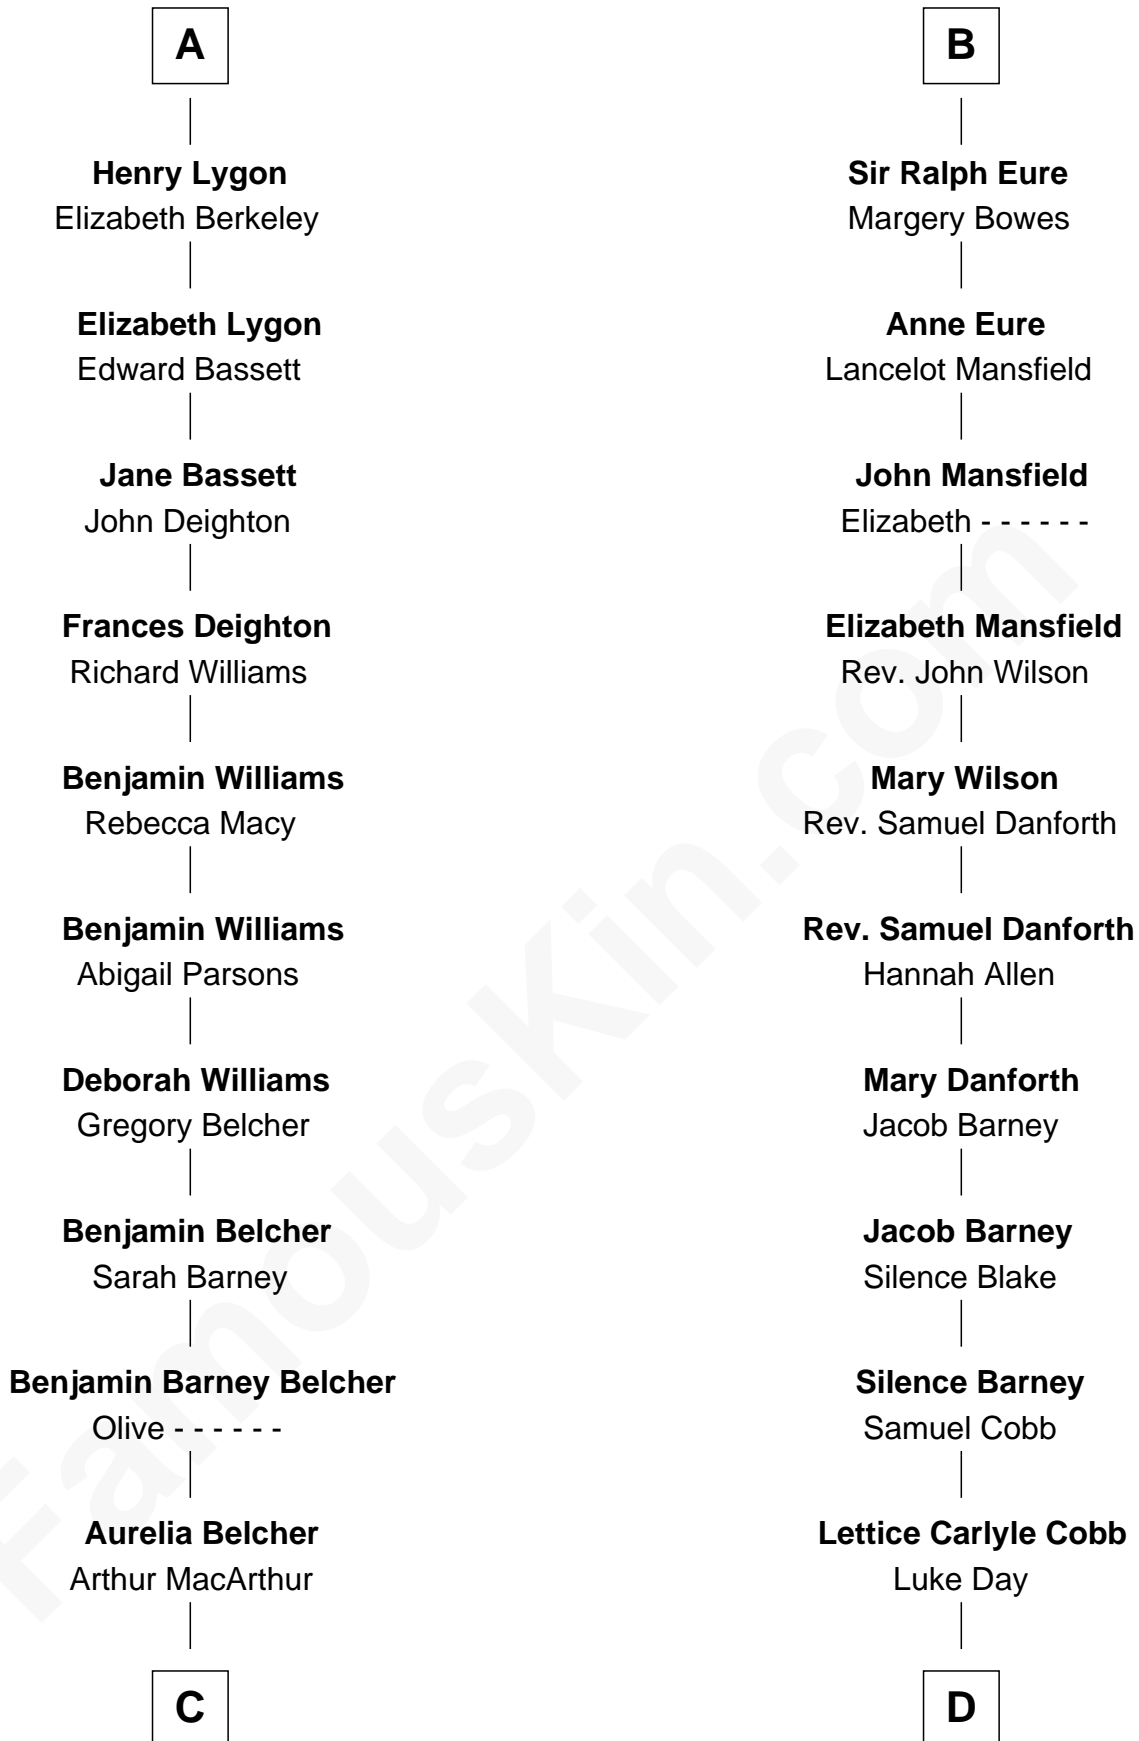 A
Henry Lygon
Elizabeth Berkeley
Elizabeth Lygon
Edward Bassett
Jane Bassett
John Deighton
Frances Deighton
Richard Williams
Benjamin Williams
Rebecca Macy
Benjamin Williams
Abigail Parsons
Deborah Williams
Gregory Belcher
Benjamin Belcher
Sarah Barney
Benjamin Barney Belcher
Olive - - - - - -
Aurelia Belcher
Arthur MacArthur
C
B
Sir Ralph Eure
Margery Bowes
Anne Eure
Lancelot Mansfield
John Mansfield
Elizabeth - - - - - -
Elizabeth Mansfield
Rev. John Wilson
Mary Wilson
Rev. Samuel Danforth
Rev. Samuel Danforth
Hannah Allen
Mary Danforth
Jacob Barney
Jacob Barney
Silence Blake
Silence Barney
Samuel Cobb
Lettice Carlyle Cobb
Luke Day
D
FamousKin.com